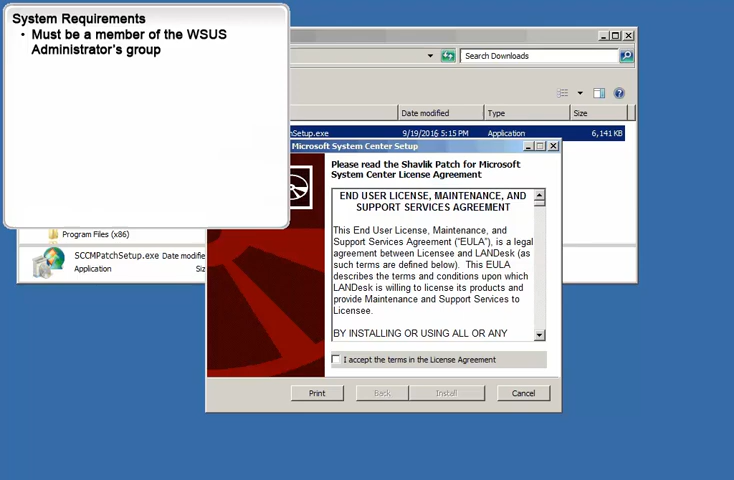 System Requirements
• Must be a member of the WSUS
Administrator's group
Search Downloads
Date modified
Type
Size
hSetup.exe
9/19/2016 5:15 PM
Application
6,141 KB
Microsoft System Center Setup
Please read the Shavlik Patch for Microsoft
System Center License Agreement
END USER LICENSE, MAINTENANCE, AND
SUPPORT SERVICES AGREEMENT
This End User License, Maintenance, and
Support Services Agreement ("EULA"), is a legal
agreement between Licensee and LANDesk (as
such terms are defined below). This EULA
describes the terms and conditions upon which
LANDesk is willing to license its products and
provide Maintenance and Support Services to
Licensee.
BY INSTALLING OR USING ALL OR ANY
I accept the terms in the License Agreement
Print
Back
Install
Cancel
Program Files (x86)
SCCMPatchSetup.exe Date modifie
Application
Siz